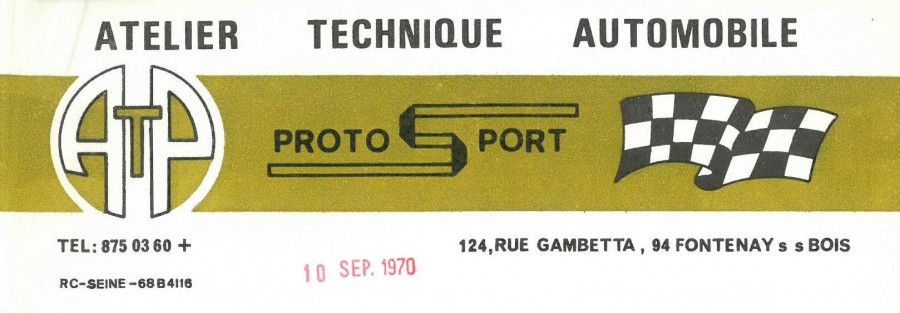 ATELIER TECHNIQUE AUTOMOBILE
ATP
PROTO SPORT
TEL: 875 03 60 +
124, RUE GAMBETTA, 94 FONTENAY s s BOIS
10 SEP. 1970
RC-SEINE-68B4116